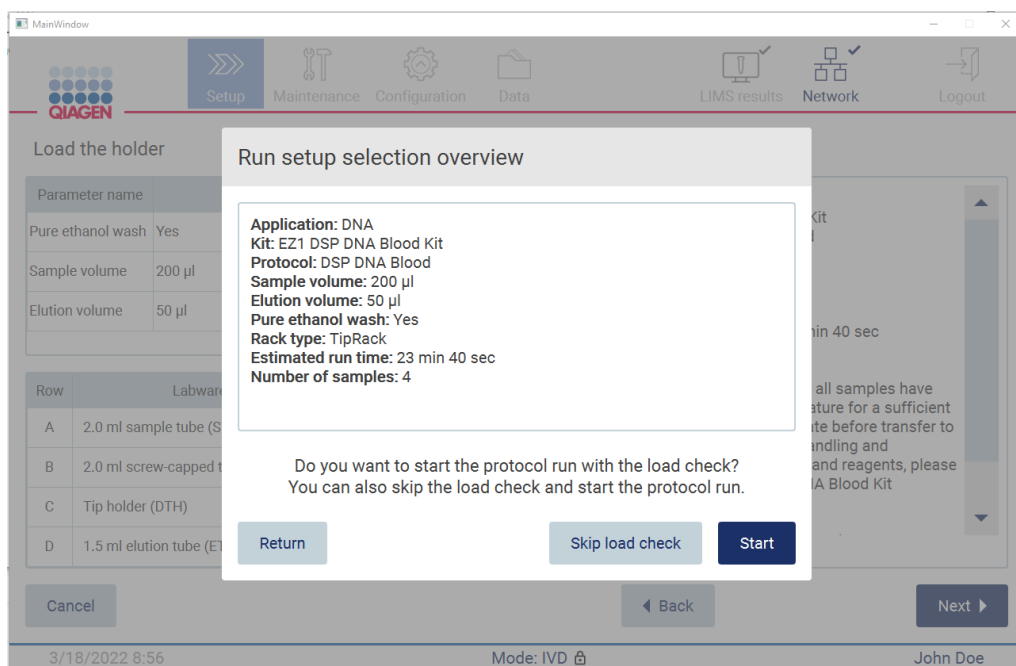 MainWindow
Setup
Maintenance
Configuration
Data
LIMS results
Network
Logout
QIAGEN
Load the holder
Run setup selection overview
Parameter name
Pure ethanol wash Yes
Sample volume 200 µl
Elution volume 50 µl
Application: DNA
Kit: EZ1 DSP DNA Blood Kit
Protocol: DSP DNA Blood
Sample volume: 200 µl
Elution volume: 50 µl
Pure ethanol wash: Yes
Rack type: TipRack
Estimated run time: 23 min 40 sec
Number of samples: 4
Kit
in 40 sec
all samples have
ature for a sufficient
te before transfer to
ndling and
and reagents, please
A Blood Kit
Row Labware
A 2.0 ml sample tube (S
B 2.0 ml screw-capped t
C Tip holder (DTH)
D 1.5 ml elution tube (ET
Do you want to start the protocol run with the load check?
You can also skip the load check and start the protocol run.
Return
Skip load check
Start
Cancel
Back
Next
3/18/2022 8:56
Mode: IVD
John Doe